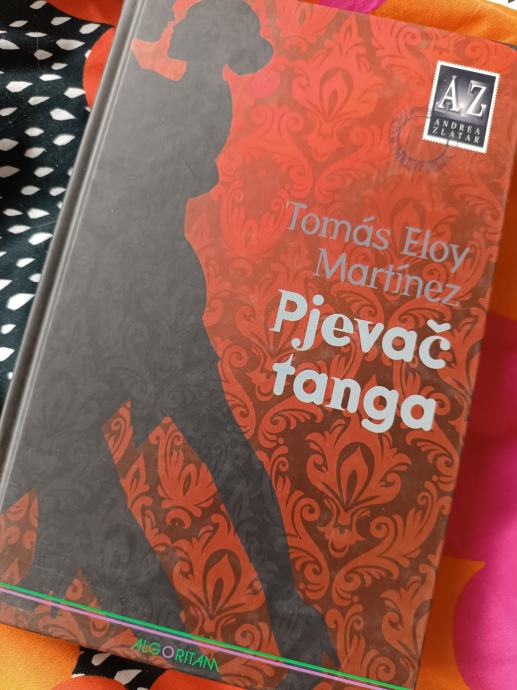 AZ
ANDREA
ZLATAR
Tomás Eloy
Martínez
Pjevač
tanga
ALGORITAM